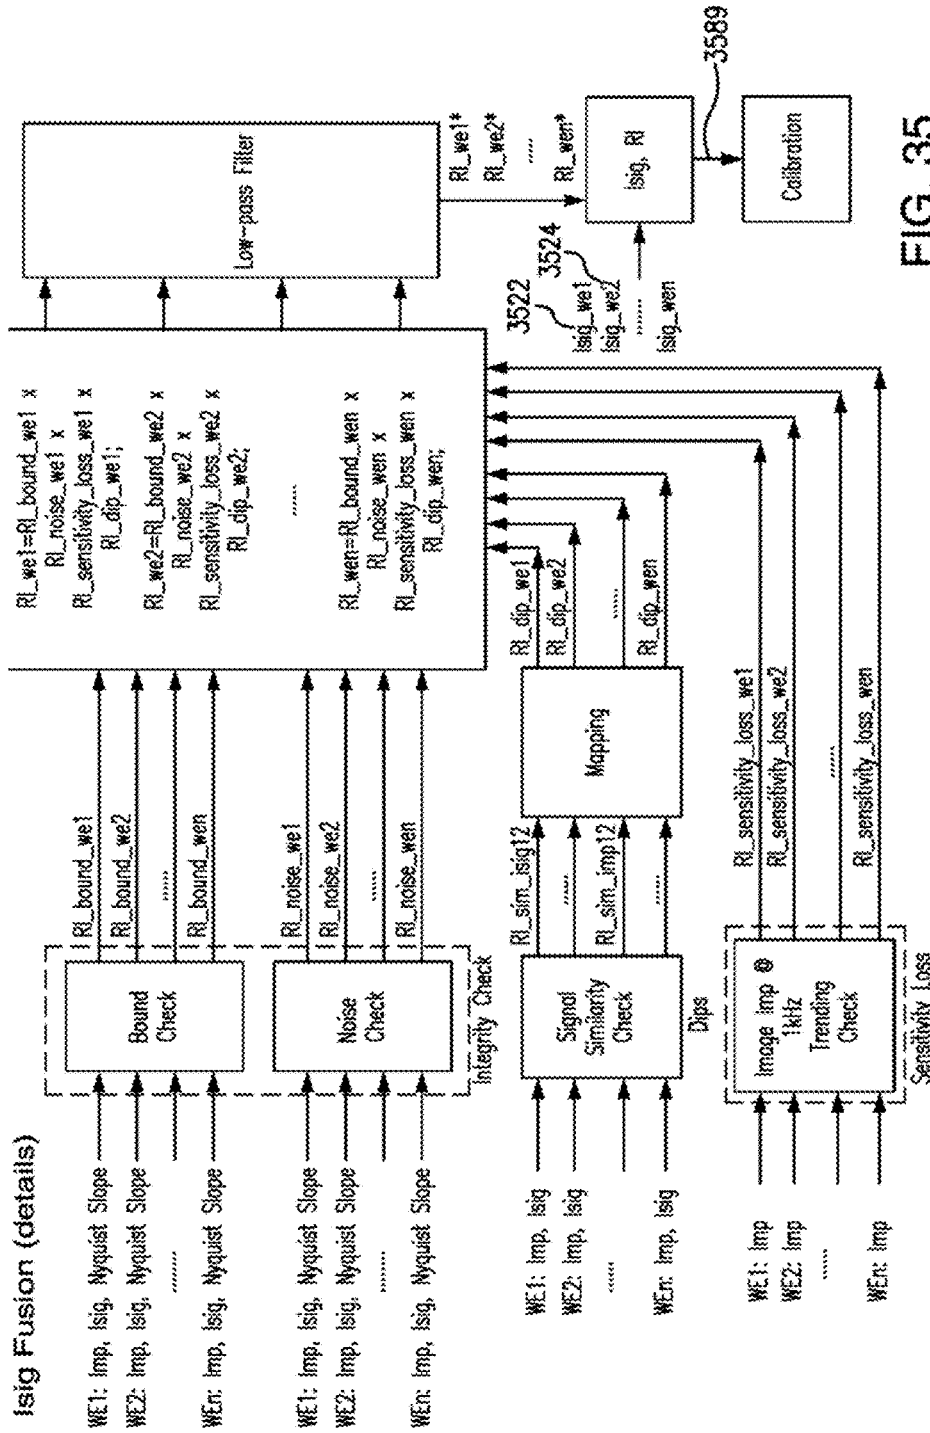 Isig Fusion (details)
WE1: Imp, Isig, Nyquist Slope
WE2: Imp, Isig, Nyquist Slope
........
WEn: Imp, Isig, Nyquist Slope
Bound
Check
RI_bound_we1
RI_bound_we2
........
RI_bound_wen
WE1: Imp, Isig, Nyquist Slope
WE2: Imp, Isig, Nyquist Slope
........
WEn: Imp, Isig, Nyquist Slope
Noise
Check
Integrity Check
RI_noise_we1
RI_noise_we2
......
RI_noise_wen
WE1: Imp, Isig
WE2: Imp, Isig
......
WEn: Imp, Isig
Signal
Similarity
Check
Dips
RI_sim_isig12
......
RI_sim_imp12
......
Mapping
RI_dip_we1
RI_dip_we2
......
RI_dip_wen
WE1: Imp
WE2: Imp
......
WEn: Imp
Image Imp @
1kHz
Trending
Check
Sensitivity Loss
RI_sensitivity_loss_we1
RI_sensitivity_loss_we2
......
RI_sensitivity_loss_wen
RI_we1=RI_bound_we1 x
RI_noise_we1 x
RI_sensitivity_loss_we1 x
RI_dip_we1;
RI_we2=RI_bound_we2 x
RI_noise_we2 x
RI_sensitivity_loss_we2 x
RI_dip_we2;
......
RI_wen=RI_bound_wen x
RI_noise_wen x
RI_sensitivity_loss_wen x
RI_dip_wen;
Low-pass Filter
RI_we1*
RI_we2*
......
RI_wen*
3522
3524
Isig_we1
Isig_we2
........
Isig_wen
Isig, RI
3589
Calibration
FIG. 35